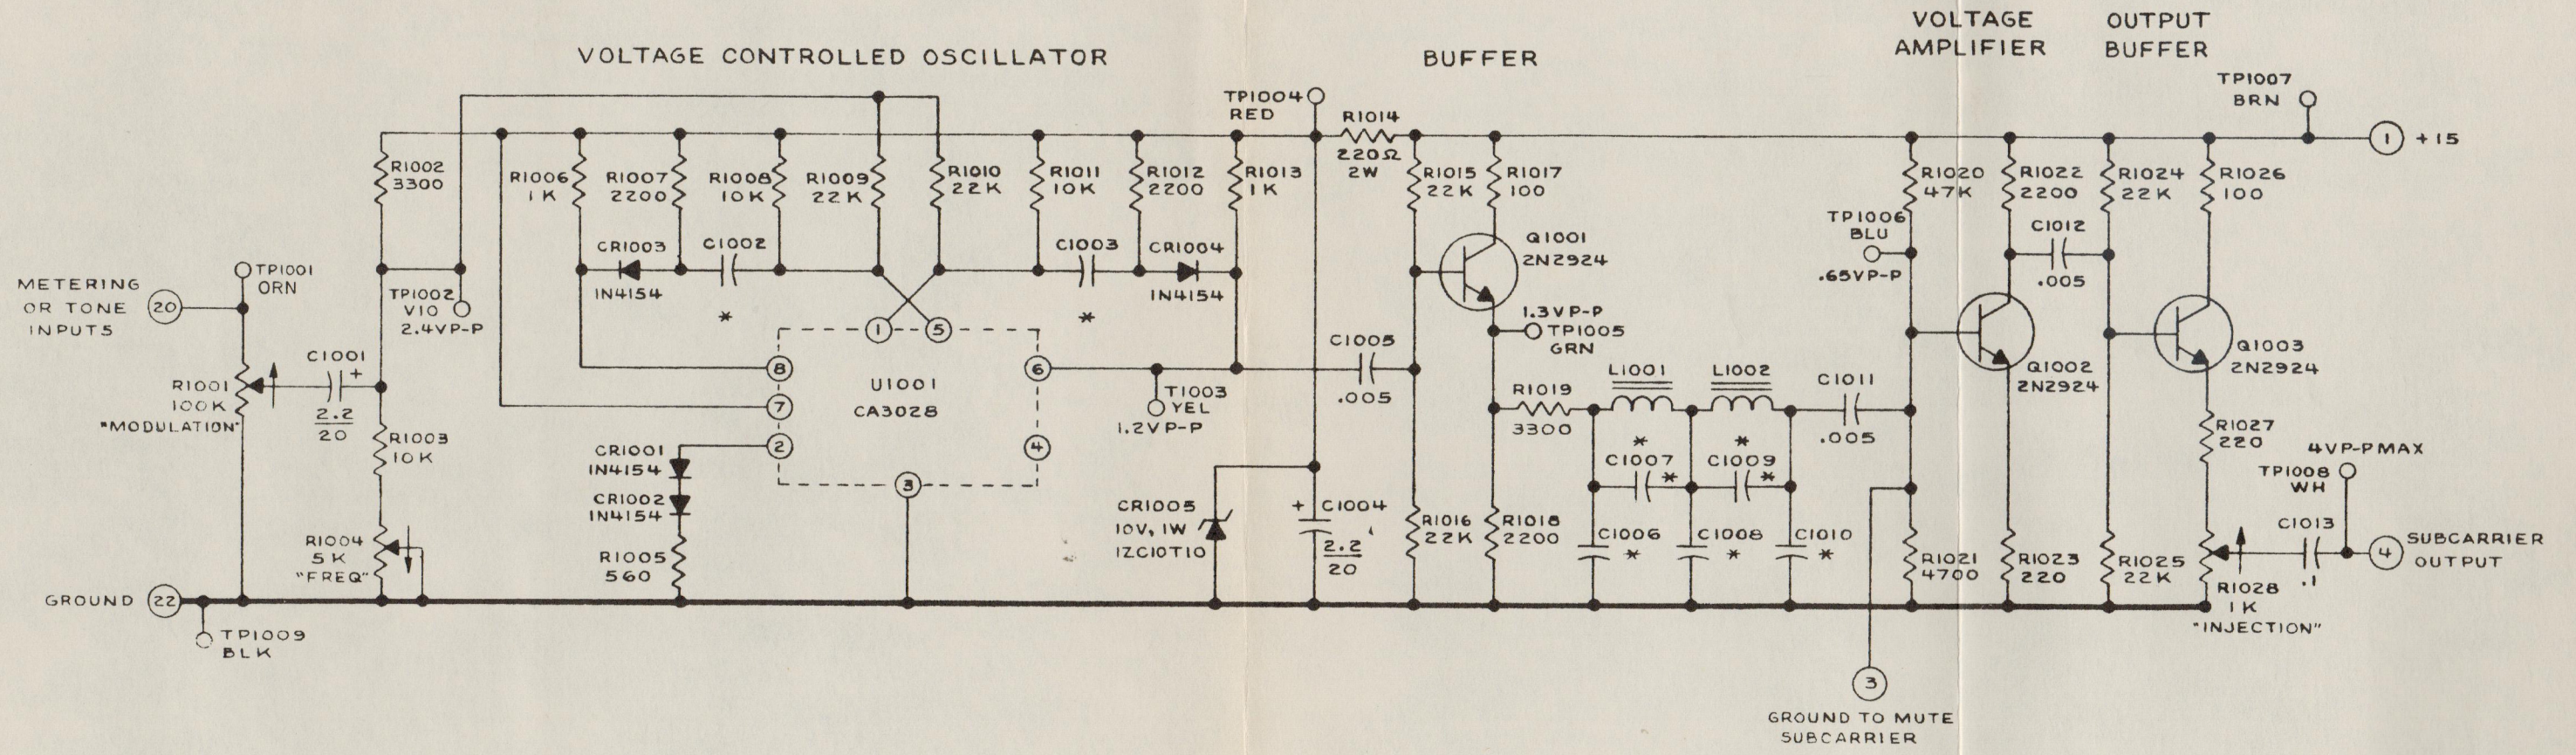 VOLTAGE CONTROLLED OSCILLATOR
BUFFER
VOLTAGE
AMPLIFIER
OUTPUT
BUFFER
TP1007
BRN
1
+15
TP1004
RED
R1014
220Ω
2W
R1002
3300
R1006
1K
R1007
2200
R1008
10K
R1009
22K
R1010
22K
R1011
10K
R1012
2200
R1013
1K
R1015
22K
R1017
100
R1020
47K
R1022
2200
R1024
22K
R1026
100
CR1003
1N4154
C1002
*
C1003
*
CR1004
1N4154
Q1001
2N2924
TP1006
BLU
.65VP-P
C1012
.005
METERING
OR TONE
INPUTS
20
TP1001
ORN
TP1002
VIO
2.4VP-P
1
5
8
7
2
3
6
4
U1001
CA3028
R1001
100K
"MODULATION"
C1001
+
2.2
20
R1003
10K
R1004
5K
"FREQ"
CR1001
1N4154
CR1002
1N4154
R1005
560
T1003
YEL
1.2VP-P
C1005
.005
1.3VP-P
TP1005
GRN
R1019
3300
L1001
L1002
C1011
.005
*
C1007
*
*
C1009
*
Q1002
2N2924
Q1003
2N2924
R1027
220
4VP-PMAX
TP1008
WH
CR1005
10V, 1W
1ZC10T10
+
C1004
2.2
20
R1016
22K
R1018
2200
C1006
*
C1008
*
C1010
*
R1021
4700
R1023
220
R1025
22K
R1028
1K
"INJECTION"
C1013
.1
4
SUBCARRIER
OUTPUT
GROUND
22
TP1009
BLK
3
GROUND TO MUTE
SUBCARRIER